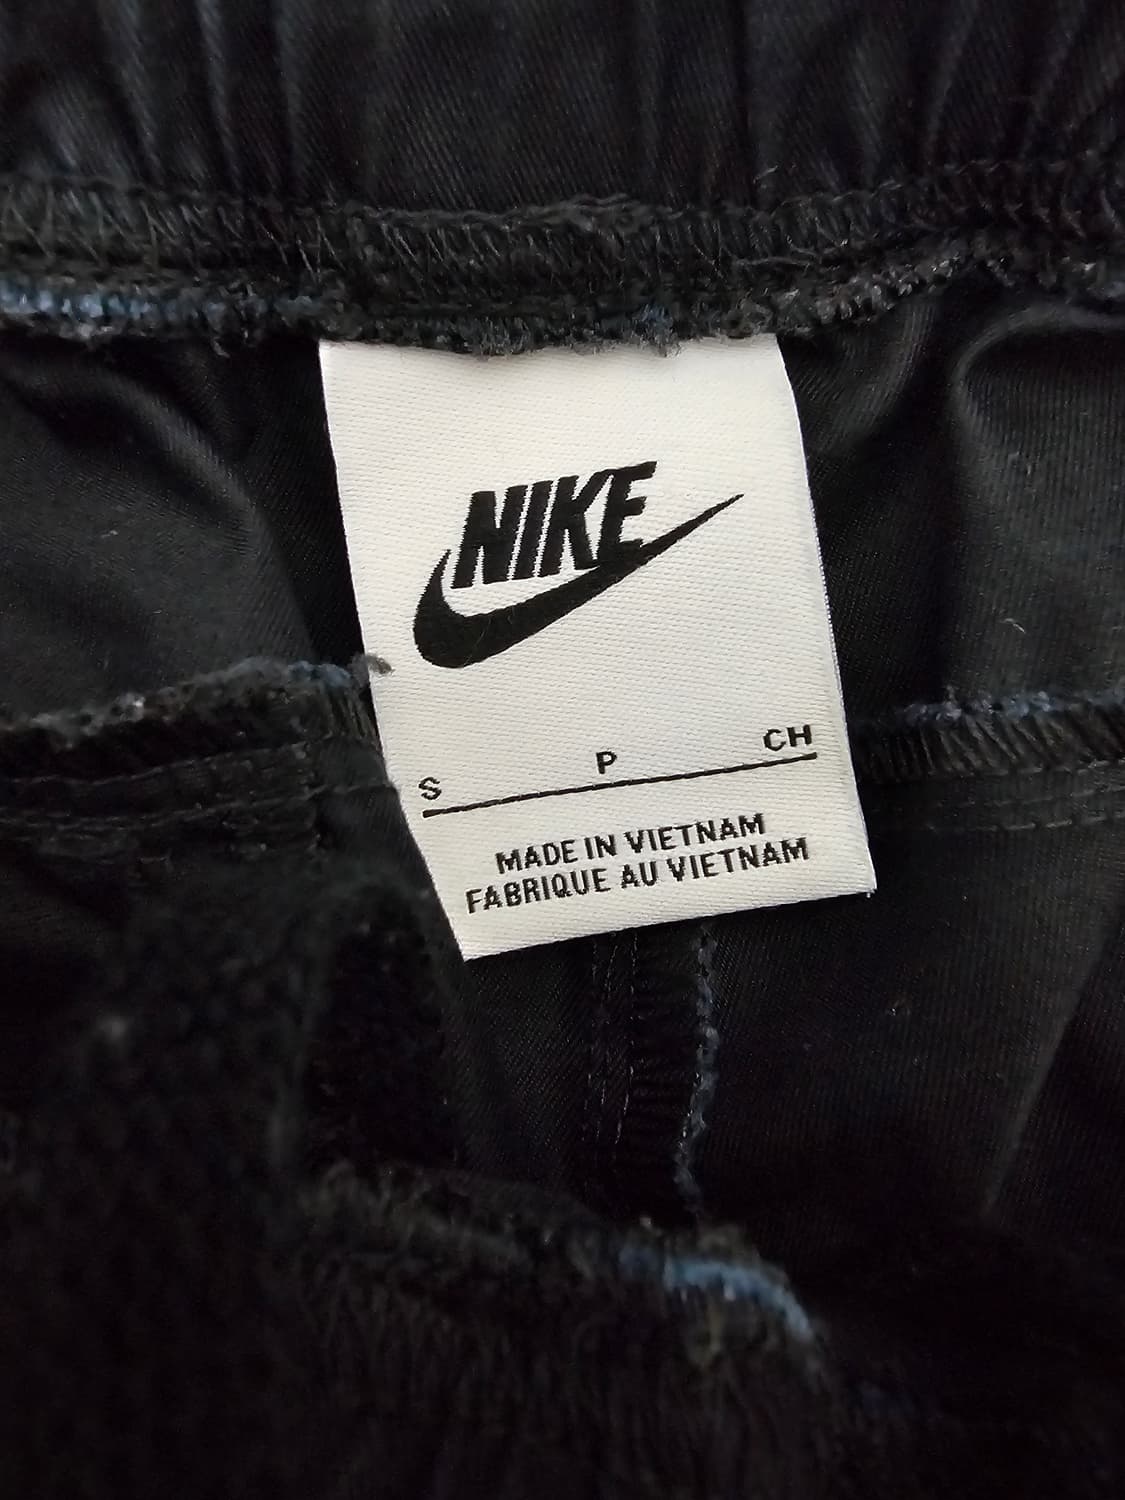 NIKE
S P CH
MADE IN VIETNAM
FABRIQUE AU VIETNAM